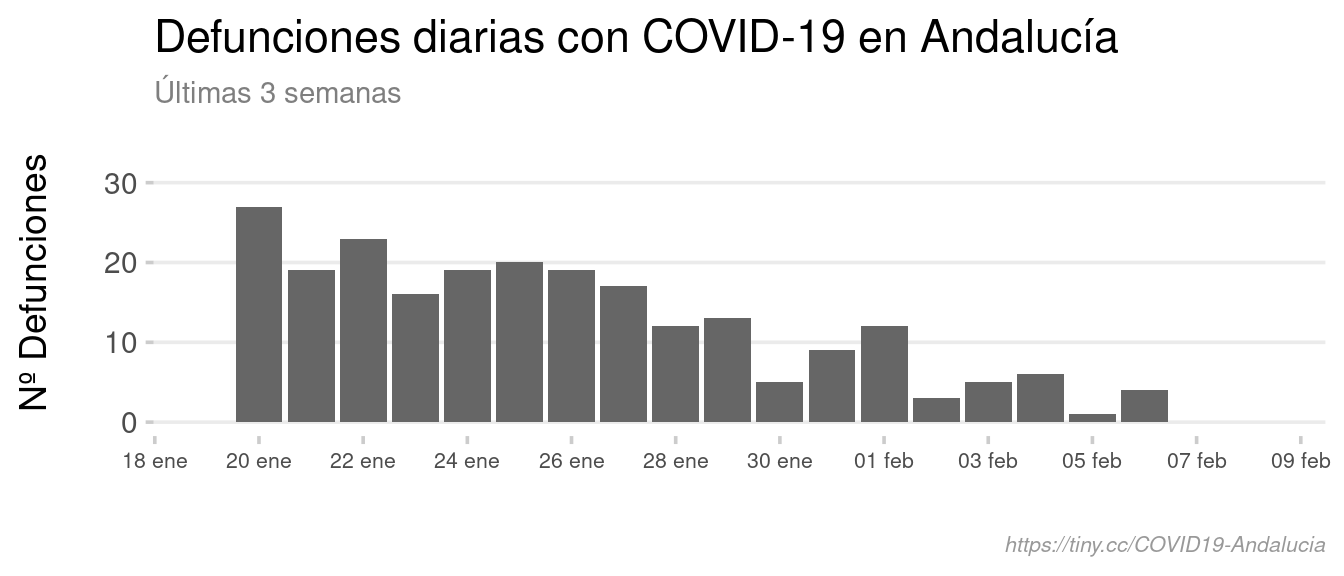 Defunciones diarias con COVID-19 en Andalucía
Últimas 3 semanas
Nº Defunciones
30
20
10
0
18 ene 20 ene 22 ene 24 ene 26 ene 28 ene 30 ene 01 feb 03 feb 05 feb 07 feb 09 feb
https://tiny.cc/COVID19-Andalucia